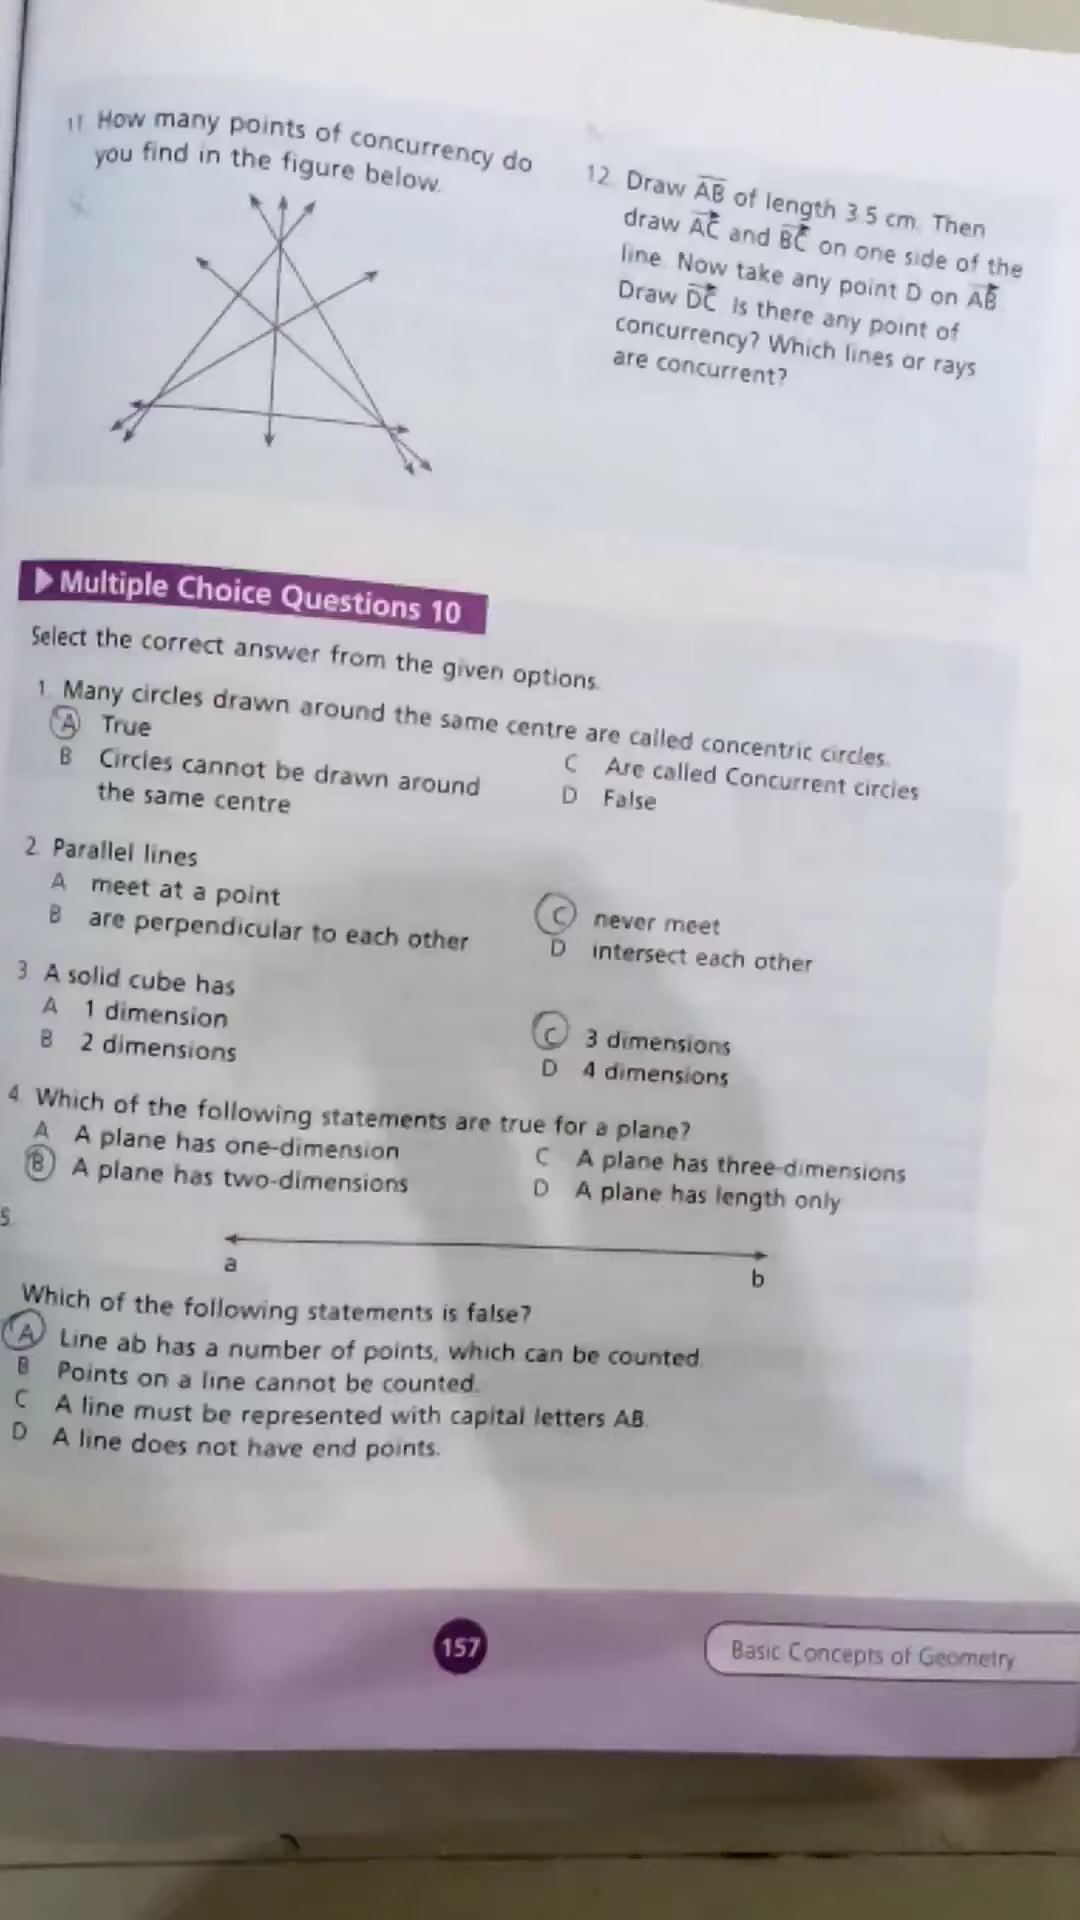 11. How many points of concurrency do
you find in the figure below.
12. Draw AB of length 3.5 cm. Then
draw AC and BC on one side of the
line. Now take any point D on AB.
Draw DC. Is there any point of
concurrency? Which lines or rays
are concurrent?
Multiple Choice Questions 10
Select the correct answer from the given options.
1. Many circles drawn around the same centre are called concentric circles.
A True
B Circles cannot be drawn around
the same centre
C Are called Concurrent circles
D False
2. Parallel lines
A meet at a point
B are perpendicular to each other
C never meet
D intersect each other
3. A solid cube has
A 1 dimension
B 2 dimensions
C 3 dimensions
D 4 dimensions
4. Which of the following statements are true for a plane?
A A plane has one-dimension
B A plane has two-dimensions
C A plane has three-dimensions
D A plane has length only
5.
a b
Which of the following statements is false?
A Line ab has a number of points, which can be counted.
B Points on a line cannot be counted.
C A line must be represented with capital letters AB.
D A line does not have end points.
157
Basic Concepts of Geometry